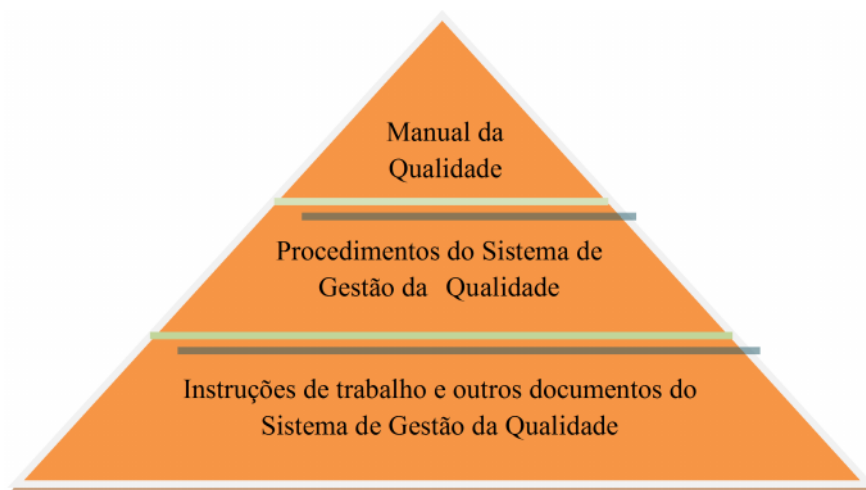 Manual da
Qualidade
Procedimentos do Sistema de
Gestão da Qualidade
Instruções de trabalho e outros documentos do
Sistema de Gestão da Qualidade